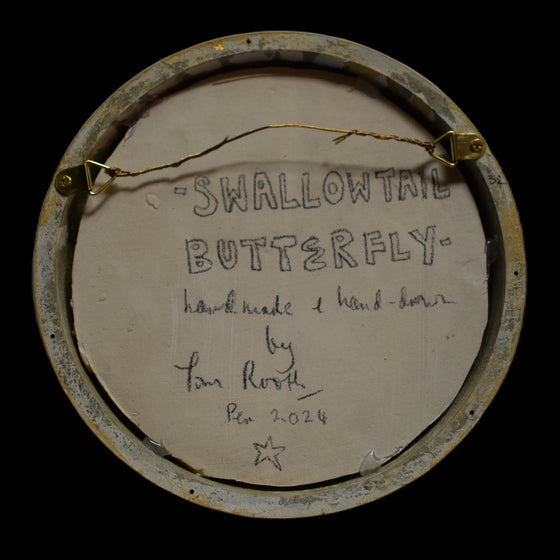 -SWALLOWTAIL
BUTTERFLY-
handmade & hand-drawn
by
Tom Rooth
2024